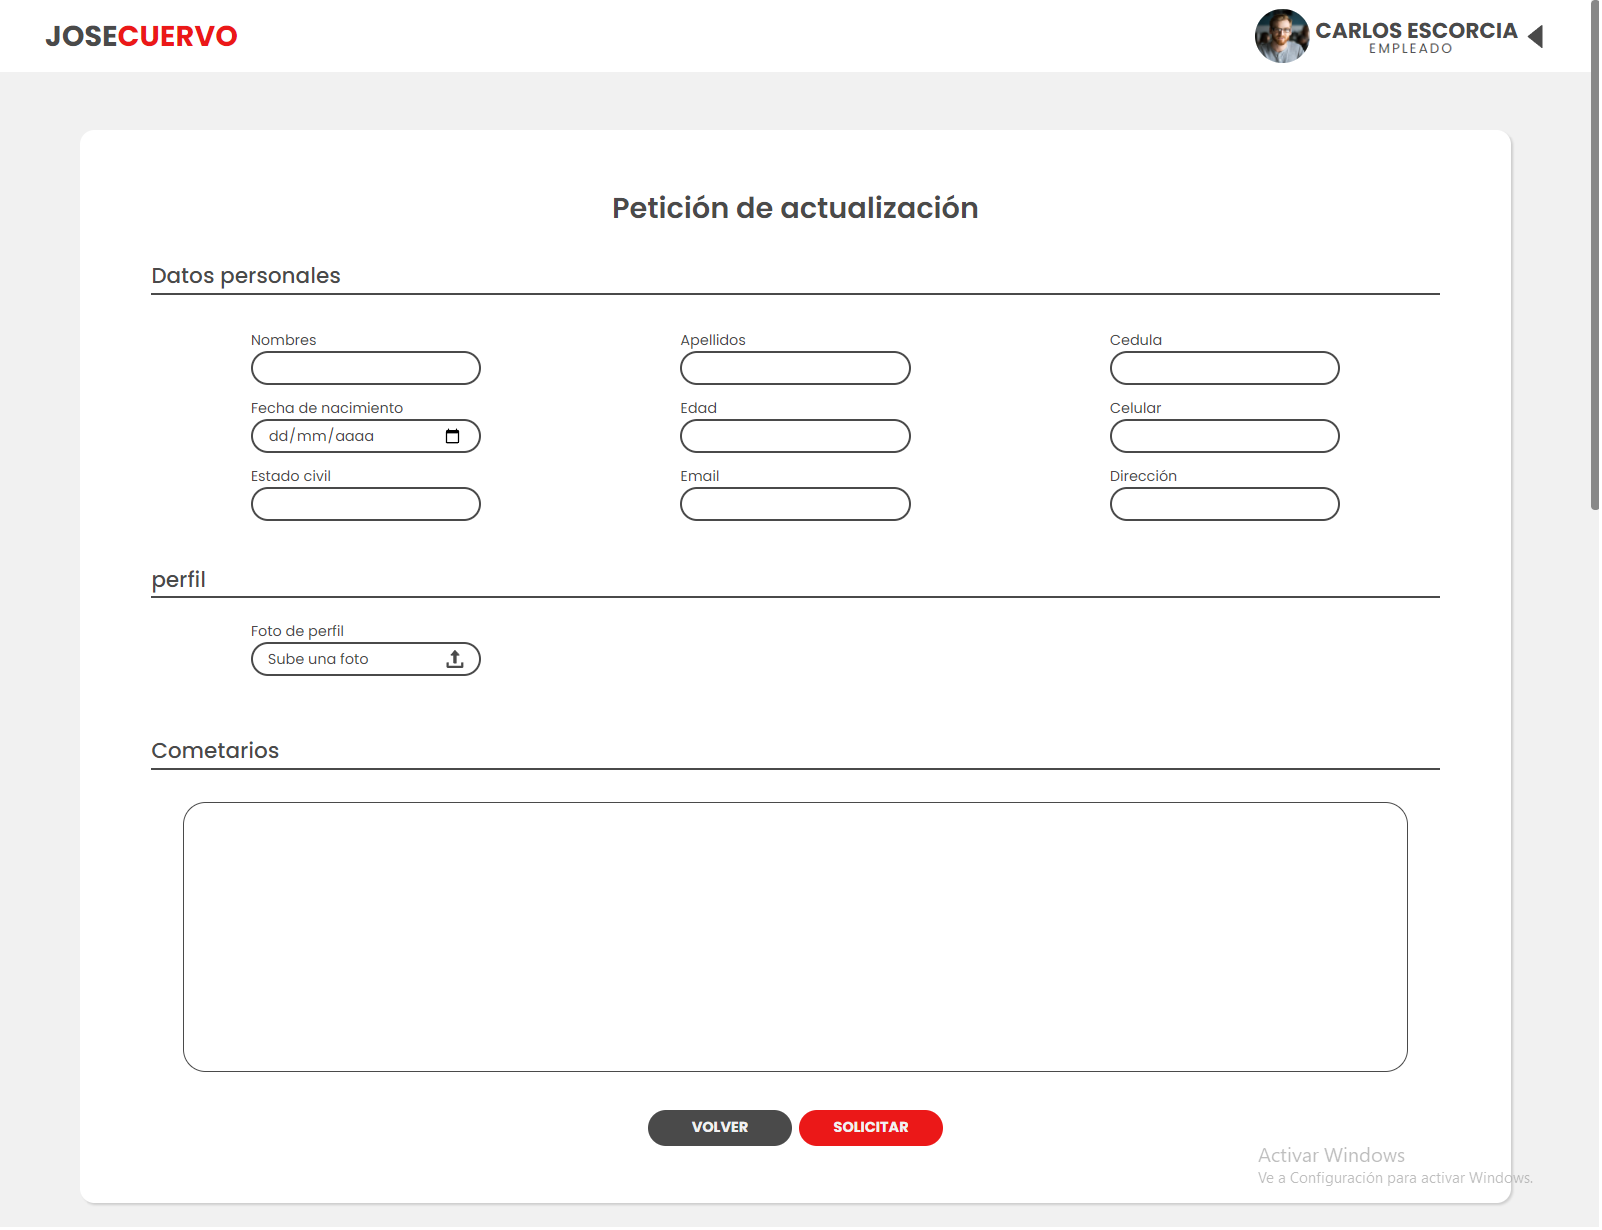 JOSECUERVO
CARLOS ESCORCIA
EMPLEADO
Petición de actualización
Datos personales
Nombres
Apellidos
Cedula
Fecha de nacimiento
Edad
Celular
dd/mm/aaaa
Estado civil
Email
Dirección
perfil
Foto de perfil
Sube una foto
Cometarios
VOLVER
SOLICITAR
Activar Windows
Ve a Configuración para activar Windows.